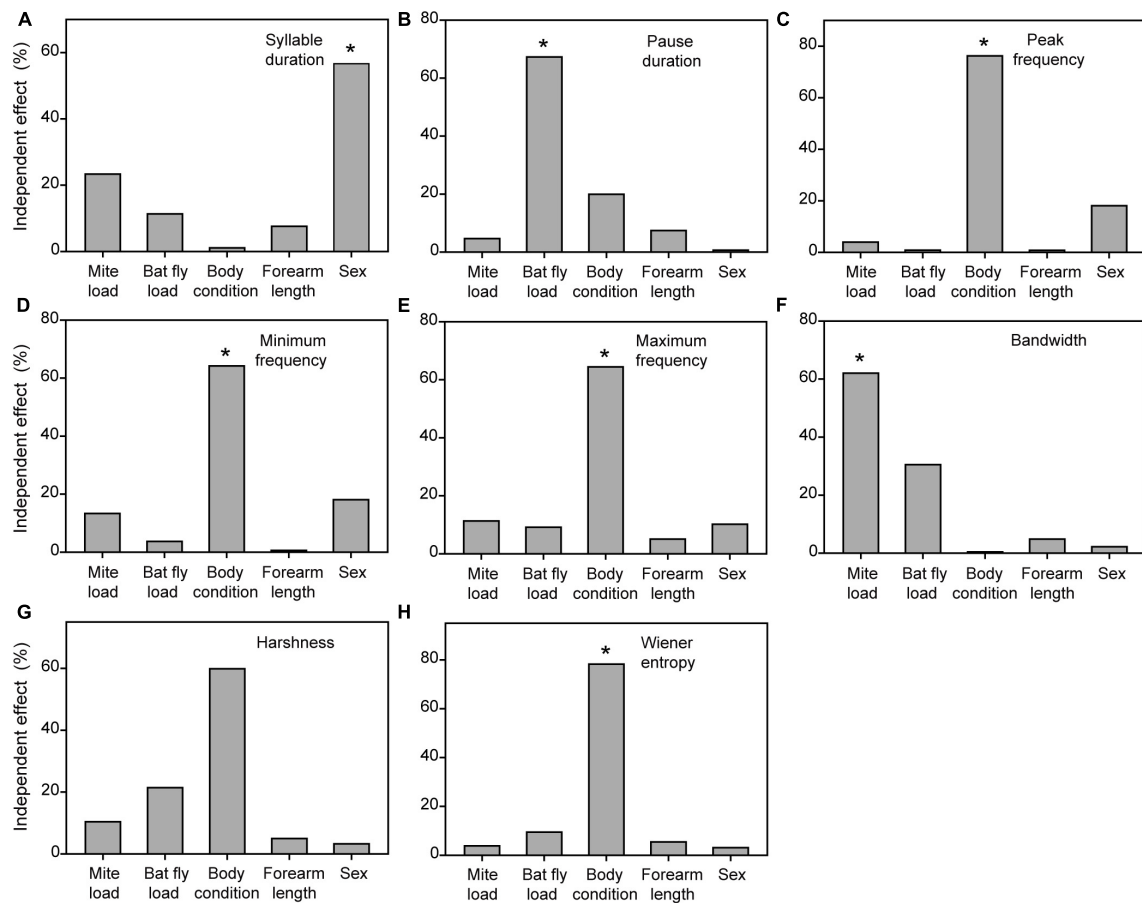 A
Syllable
duration
*
Independent effect (%)
60
40
20
0
Mite
load
Bat fly
load
Body
condition
Forearm
length
Sex
B
Pause
duration
*
80
60
40
20
0
Mite
load
Bat fly
load
Body
condition
Forearm
length
Sex
C
Peak
frequency
*
80
60
40
20
0
Mite
load
Bat fly
load
Body
condition
Forearm
length
Sex
D
Minimum
frequency
*
Independent effect (%)
80
60
40
20
0
Mite
load
Bat fly
load
Body
condition
Forearm
length
Sex
E
Maximum
frequency
*
80
60
40
20
0
Mite
load
Bat fly
load
Body
condition
Forearm
length
Sex
F
Bandwidth
*
80
60
40
20
0
Mite
load
Bat fly
load
Body
condition
Forearm
length
Sex
G
Harshness
Independent effect (%)
60
40
20
0
Mite
load
Bat fly
load
Body
condition
Forearm
length
Sex
H
Wiener
entropy
*
80
60
40
20
0
Mite
load
Bat fly
load
Body
condition
Forearm
length
Sex